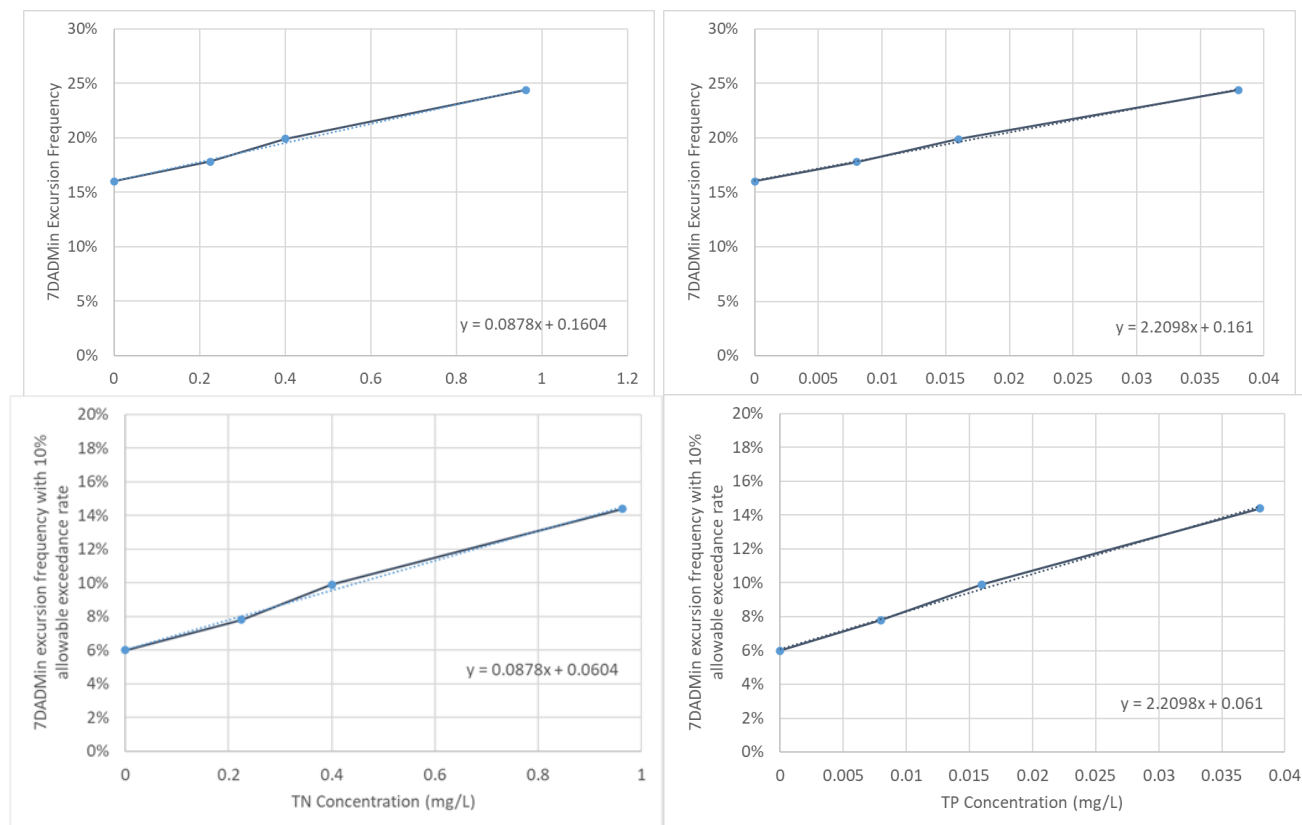 30%
25%
20%
15%
10%
5%
0%
7DADMin Excursion Frequency
y = 0.0878x + 0.1604
0 0.2 0.4 0.6 0.8 1 1.2
30%
25%
20%
15%
10%
5%
0%
7DADMin Excursion Frequency
y = 2.2098x + 0.161
0 0.005 0.01 0.015 0.02 0.025 0.03 0.035 0.04
20%
18%
16%
14%
12%
10%
8%
6%
4%
2%
0%
7DADMin excursion frequency with 10%
allowable exceedance rate
y = 0.0878x + 0.0604
0 0.2 0.4 0.6 0.8 1
TN Concentration (mg/L)
20%
18%
16%
14%
12%
10%
8%
6%
4%
2%
0%
7DADMin excursion frequency with 10%
allowable exceedance rate
y = 2.2098x + 0.061
0 0.005 0.01 0.015 0.02 0.025 0.03 0.035 0.04
TP Concentration (mg/L)